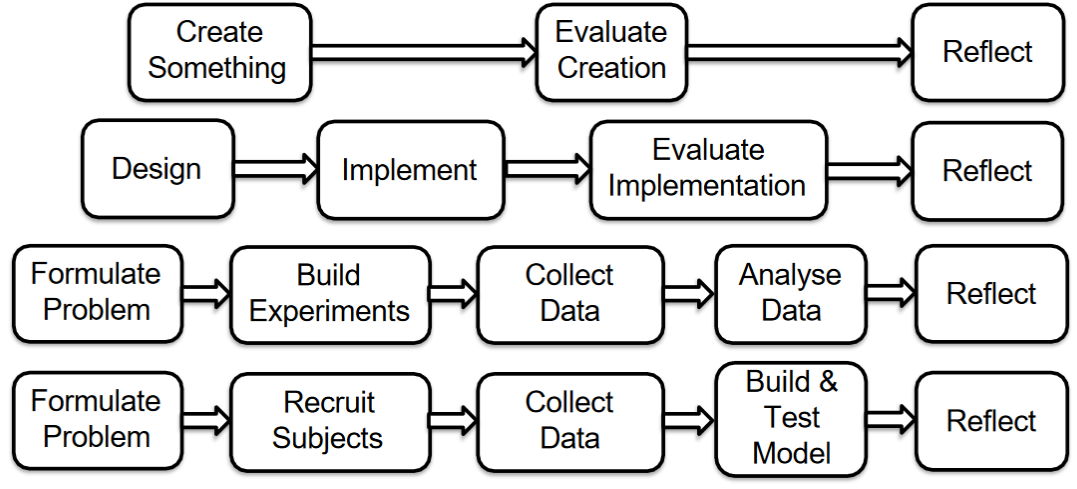 Create
Something
Evaluate
Creation
Reflect
Design
Implement
Evaluate
Implementation
Reflect
Formulate
Problem
Build
Experiments
Collect
Data
Analyse
Data
Reflect
Formulate
Problem
Recruit
Subjects
Collect
Data
Build &
Test
Model
Reflect